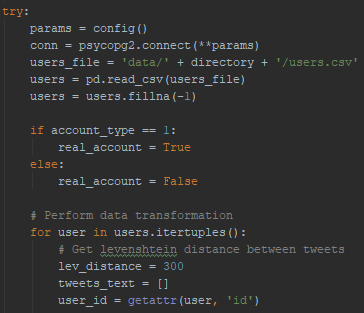 try:
    params = config()
    conn = psycopg2.connect(**params)
    users_file = 'data/' + directory + '/users.csv'
    users = pd.read_csv(users_file)
    users = users.fillna(-1)

    if account_type == 1:
        real_account = True
    else:
        real_account = False

    # Perform data transformation
    for user in users.itertuples():
        # Get levenshtein distance between tweets
        lev_distance = 300
        tweets_text = []
        user_id = getattr(user, 'id')